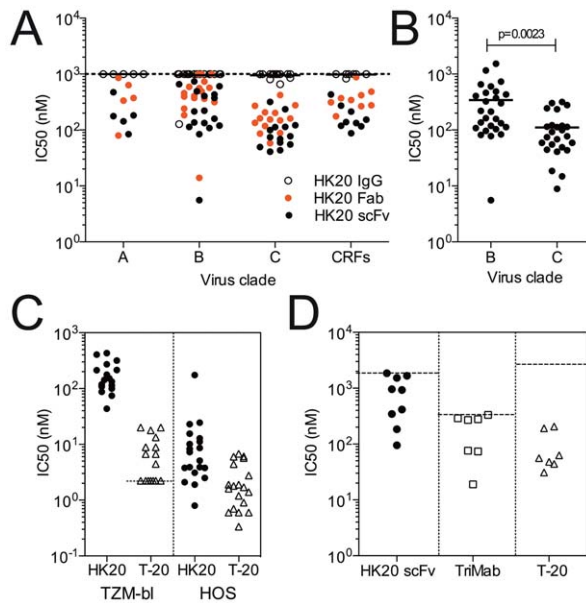 A
IC50 (nM)
10⁴
10³
10²
10¹
10⁰
HK20 IgG
HK20 Fab
HK20 scFv
A B C CRFs
Virus clade
B
p=0.0023
IC50 (nM)
10⁴
10³
10²
10¹
10⁰
B C
Virus clade
C
IC50 (nM)
10³
10²
10¹
10⁰
10⁻¹
HK20 T-20 HK20 T-20
TZM-bl HOS
D
IC50 (nM)
10⁴
10³
10²
10¹
10⁰
HK20 scFv TriMab T-20